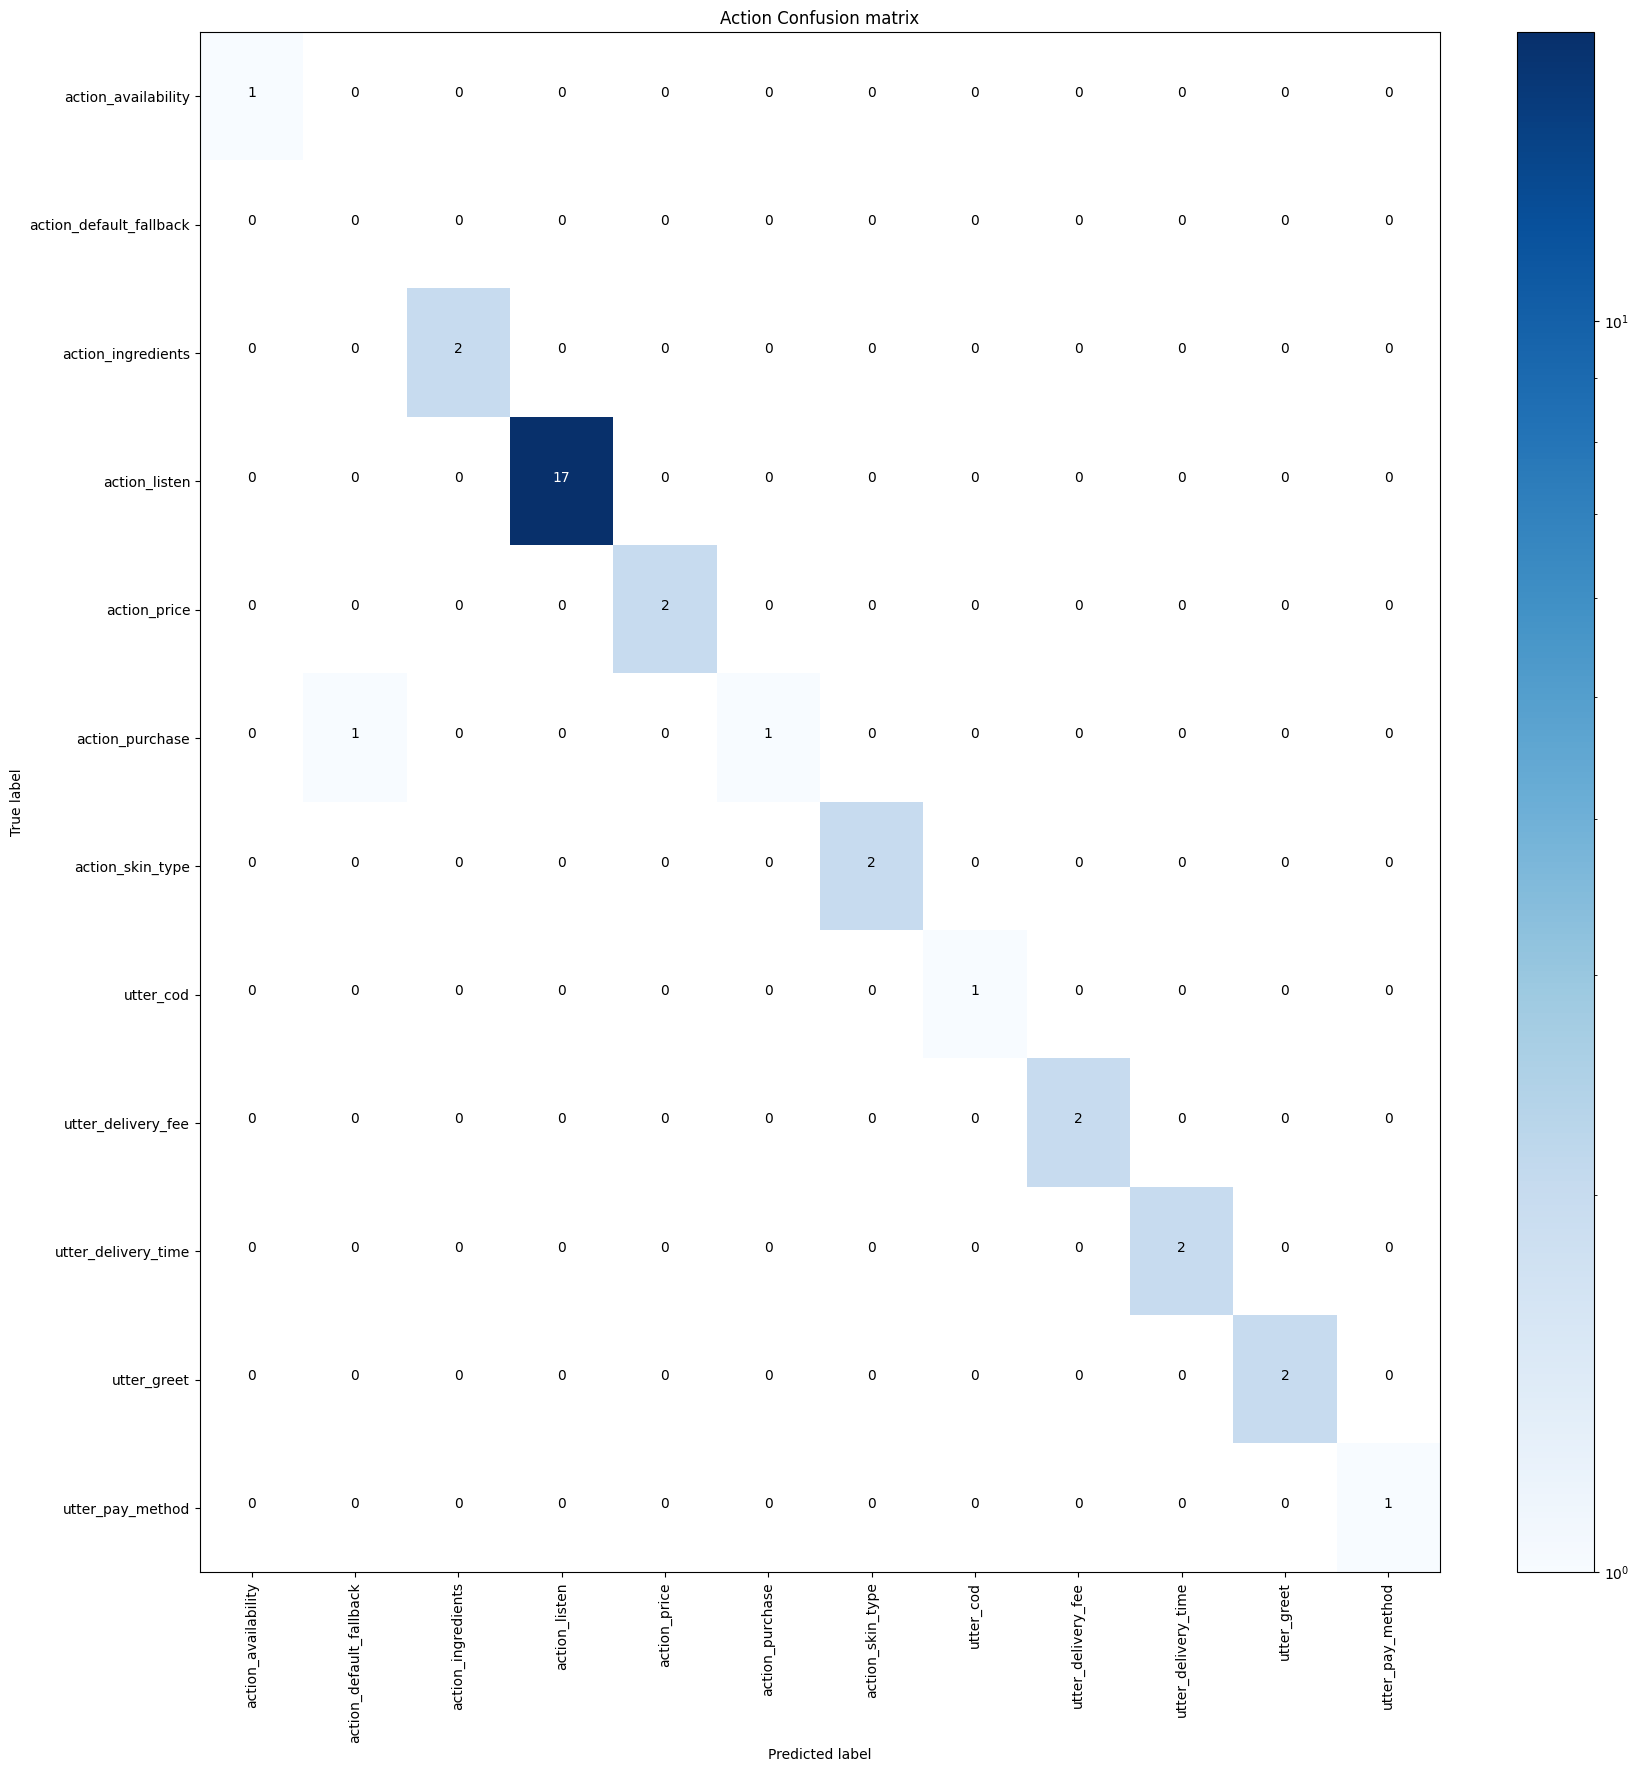 Action Confusion matrix
action_availability 1 0 0 0 0 0 0 0 0 0 0 0
action_default_fallback 0 0 0 0 0 0 0 0 0 0 0 0
action_ingredients 0 0 2 0 0 0 0 0 0 0 0 0
10¹
action_listen 0 0 0 17 0 0 0 0 0 0 0 0
action_price 0 0 0 0 2 0 0 0 0 0 0 0
action_purchase 0 1 0 0 0 1 0 0 0 0 0 0
True label
action_skin_type 0 0 0 0 0 0 2 0 0 0 0 0
utter_cod 0 0 0 0 0 0 0 1 0 0 0 0
utter_delivery_fee 0 0 0 0 0 0 0 0 2 0 0 0
utter_delivery_time 0 0 0 0 0 0 0 0 0 2 0 0
utter_greet 0 0 0 0 0 0 0 0 0 0 2 0
utter_pay_method 0 0 0 0 0 0 0 0 0 0 0 1
10⁰
action_availability
action_default_fallback
action_ingredients
action_listen
action_price
action_purchase
action_skin_type
utter_cod
utter_delivery_fee
utter_delivery_time
utter_greet
utter_pay_method
Predicted label